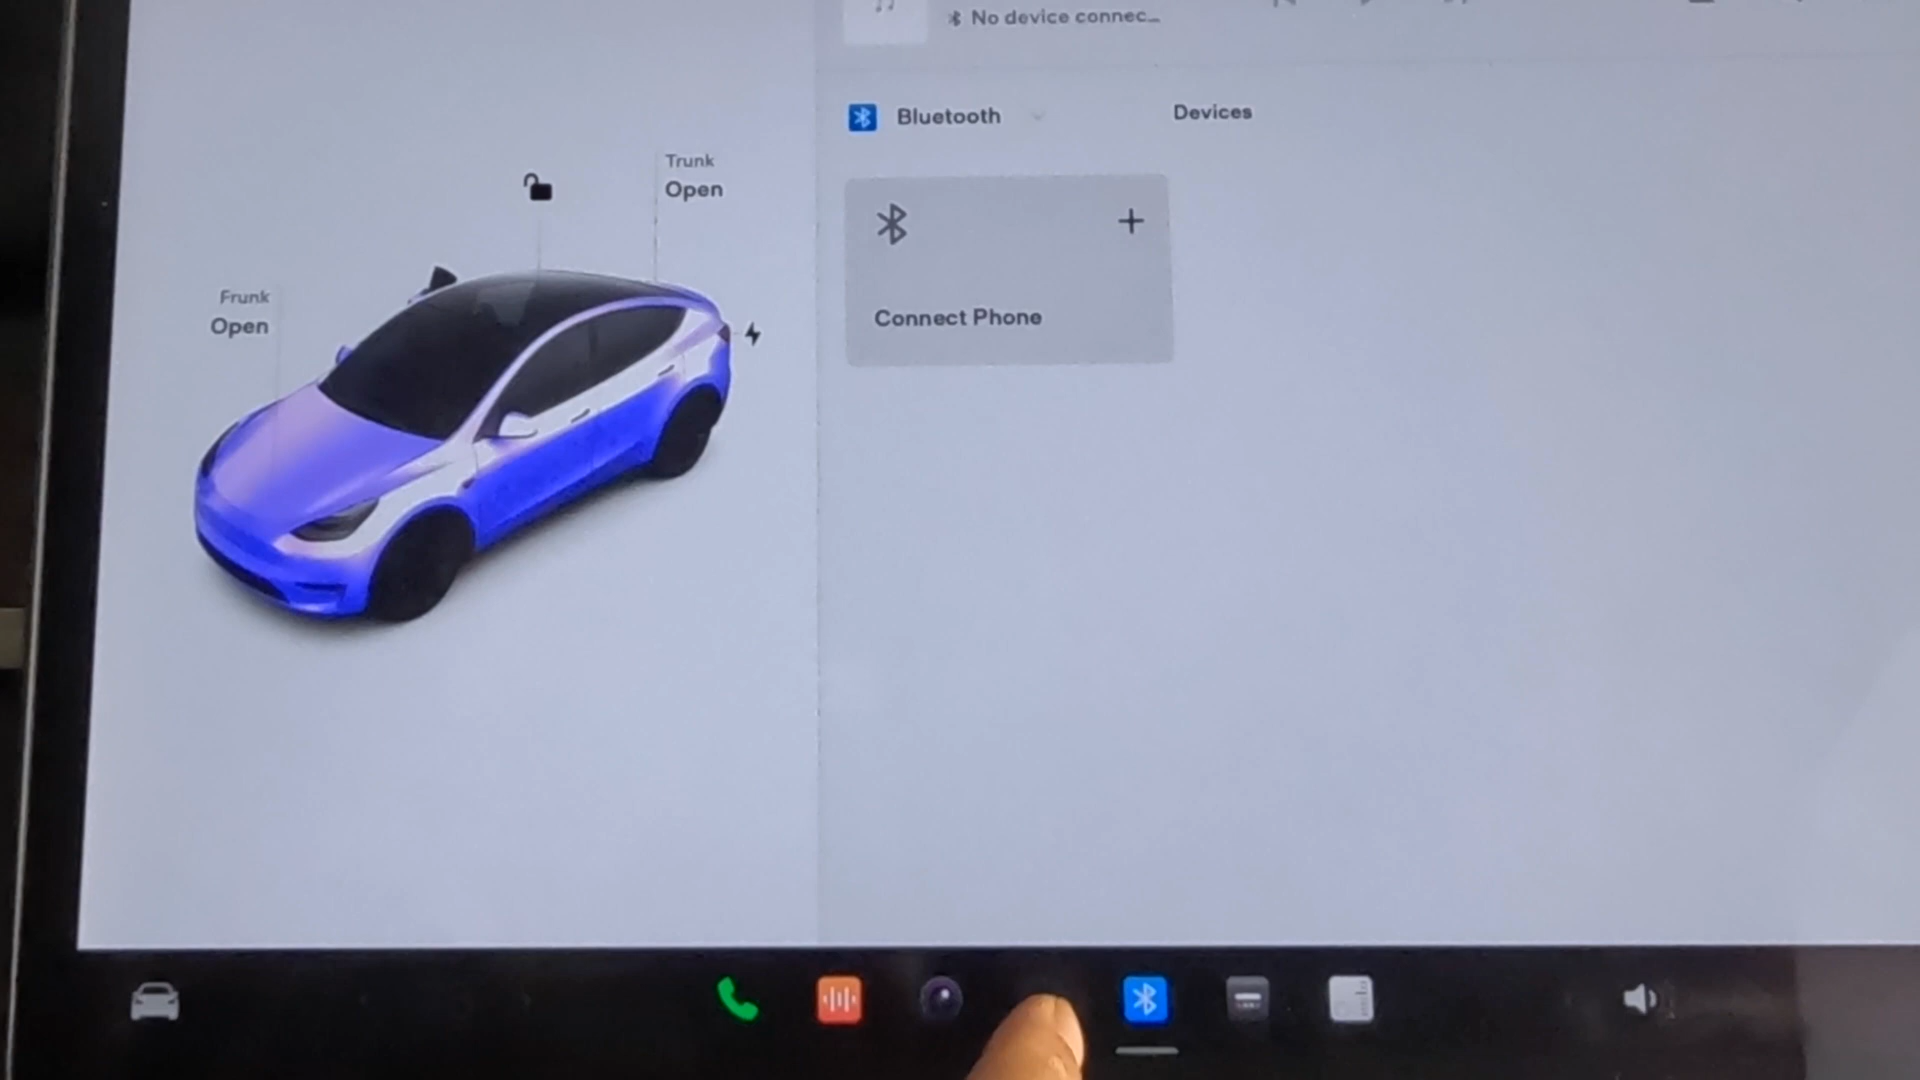 No device connec...
Bluetooth
Devices
Trunk
Open
Frunk
Open
Connect Phone